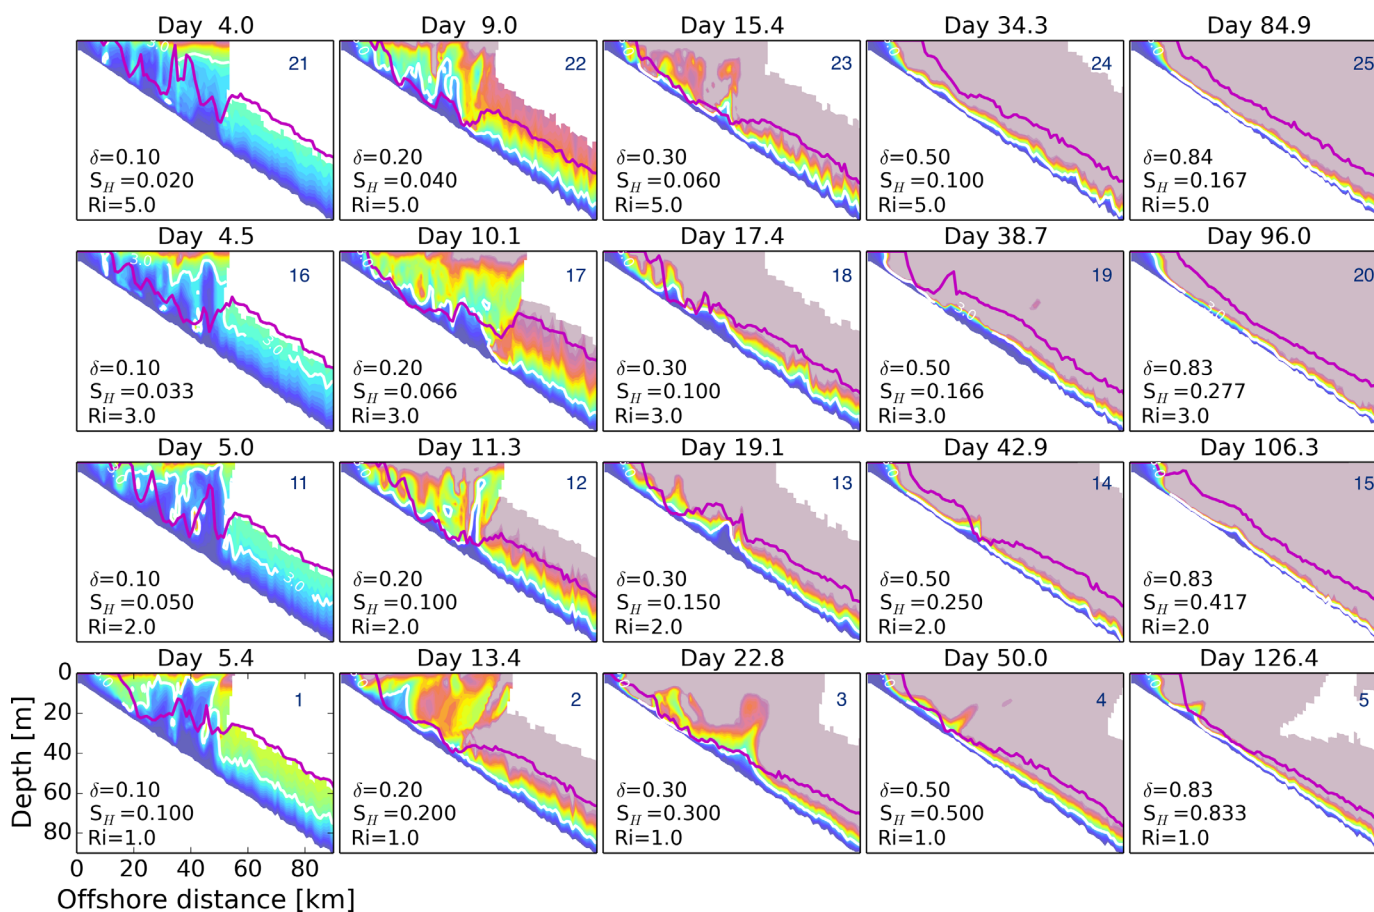 Day 4.0
Day 9.0
Day 15.4
Day 34.3
Day 84.9
3.0
21
δ=0.10
S_H=0.020
Ri=5.0
22
δ=0.20
S_H=0.040
Ri=5.0
23
δ=0.30
S_H=0.060
Ri=5.0
24
δ=0.50
S_H=0.100
Ri=5.0
25
δ=0.84
S_H=0.167
Ri=5.0
Day 4.5
Day 10.1
Day 17.4
Day 38.7
Day 96.0
3.0
16
3.0
δ=0.10
S_H=0.033
Ri=3.0
17
δ=0.20
S_H=0.066
Ri=3.0
18
δ=0.30
S_H=0.100
Ri=3.0
19
3.0
δ=0.50
S_H=0.166
Ri=3.0
20
3.0
δ=0.83
S_H=0.277
Ri=3.0
Day 5.0
Day 11.3
Day 19.1
Day 42.9
Day 106.3
11
3.0
δ=0.10
S_H=0.050
Ri=2.0
12
δ=0.20
S_H=0.100
Ri=2.0
13
δ=0.30
S_H=0.150
Ri=2.0
14
δ=0.50
S_H=0.250
Ri=2.0
15
δ=0.83
S_H=0.417
Ri=2.0
Day 5.4
Day 13.4
Day 22.8
Day 50.0
Day 126.4
1
δ=0.10
S_H=0.100
Ri=1.0
2
δ=0.20
S_H=0.200
Ri=1.0
3
δ=0.30
S_H=0.300
Ri=1.0
4
δ=0.50
S_H=0.500
Ri=1.0
5
δ=0.83
S_H=0.833
Ri=1.0
0
20
40
60
80
Depth [m]
0 20 40 60 80
Offshore distance [km]